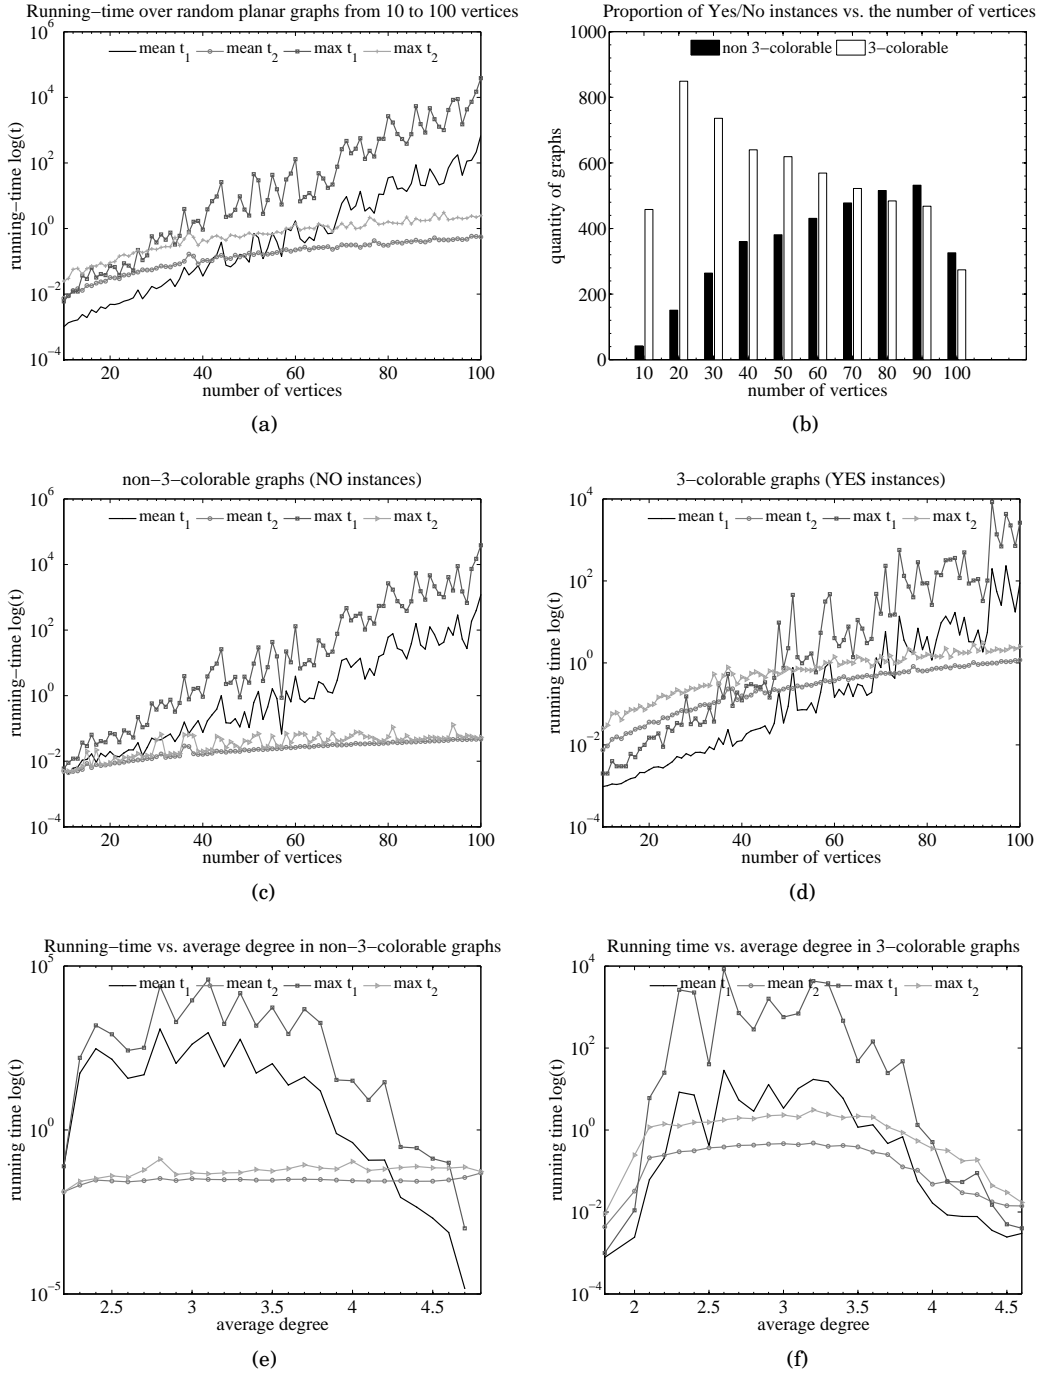 Running−time over random planar graphs from 10 to 100 vertices
mean t1 mean t2 max t1 max t2
running−time log(t)
10^6
10^4
10^2
10^0
10^−2
10^−4
20 40 60 80 100
number of vertices
(a)
Proportion of Yes/No instances vs. the number of vertices
non 3−colorable 3−colorable
quantity of graphs
1000
800
600
400
200
0
10 20 30 40 50 60 70 80 90 100
number of vertices
(b)
non−3−colorable graphs (NO instances)
mean t1 mean t2 max t1 max t2
running−time log(t)
10^6
10^4
10^2
10^0
10^−2
10^−4
20 40 60 80 100
number of vertices
(c)
3−colorable graphs (YES instances)
mean t1 mean t2 max t1 max t2
running time log(t)
10^4
10^2
10^0
10^−2
10^−4
20 40 60 80 100
number of vertices
(d)
Running−time vs. average degree in non−3−colorable graphs
mean t1 mean t2 max t1 max t2
running time log(t)
10^5
10^0
10^−5
2.5 3 3.5 4 4.5
average degree
(e)
Running time vs. average degree in 3−colorable graphs
mean t1 mean t2 max t1 max t2
running time log(t)
10^4
10^2
10^0
10^−2
10^−4
2 2.5 3 3.5 4 4.5
average degree
(f)